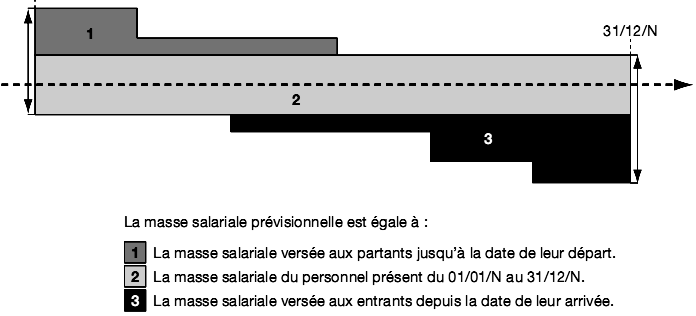 1
31/12/N
2
3
La masse salariale prévisionnelle est égale à :
1 La masse salariale versée aux partants jusqu'à la date de leur départ.
2 La masse salariale du personnel présent du 01/01/N au 31/12/N.
3 La masse salariale versée aux entrants depuis la date de leur arrivée.